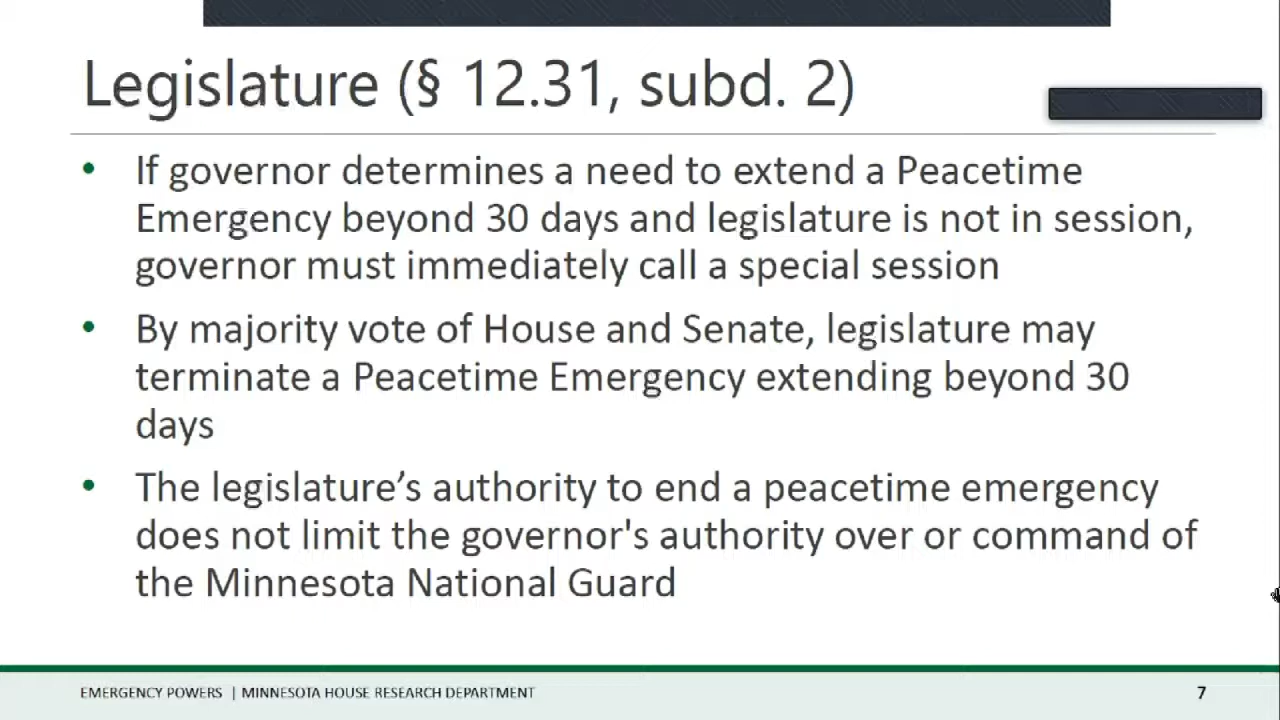 Legislature (§ 12.31, subd. 2)
• If governor determines a need to extend a Peacetime
Emergency beyond 30 days and legislature is not in session,
governor must immediately call a special session
• By majority vote of House and Senate, legislature may
terminate a Peacetime Emergency extending beyond 30
days
• The legislature’s authority to end a peacetime emergency
does not limit the governor's authority over or command of
the Minnesota National Guard
EMERGENCY POWERS | MINNESOTA HOUSE RESEARCH DEPARTMENT
7